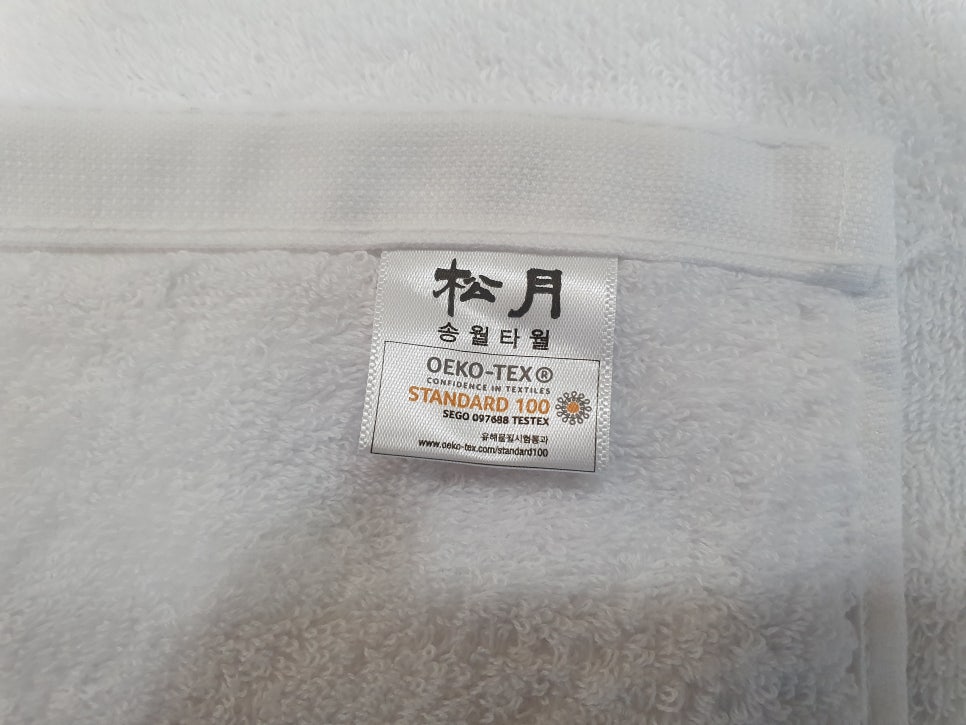 松月
송월타월
OEKO-TEX®
CONFIDENCE IN TEXTILES
STANDARD 100
SEGO 097688 TESTEX
유해물질시험통과
www.oeko-tex.com/standard100